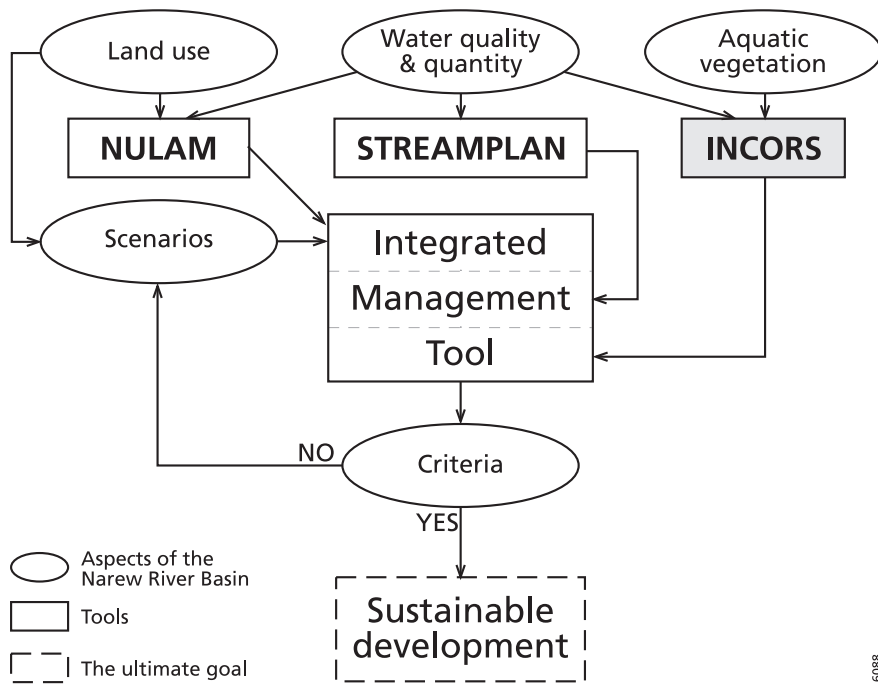 Land use
Water quality
& quantity
Aquatic
vegetation
NULAM
STREAMPLAN
INCORS
Scenarios
Integrated
Management
Tool
NO
Criteria
YES
Aspects of the
Narew River Basin
Tools
The ultimate goal
Sustainable
development
6088